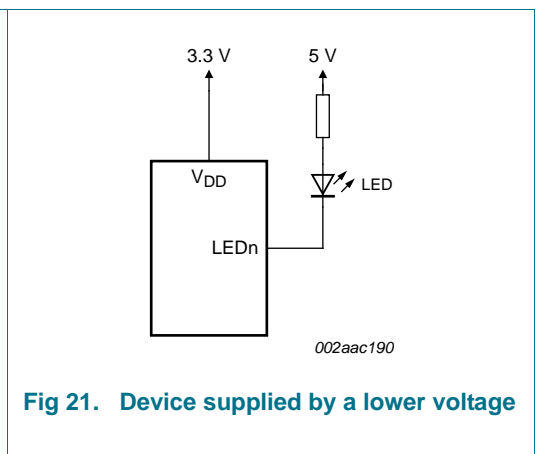 3.3 V 5 V
VDD
LED
LEDn
002aac190
Fig 21. Device supplied by a lower voltage